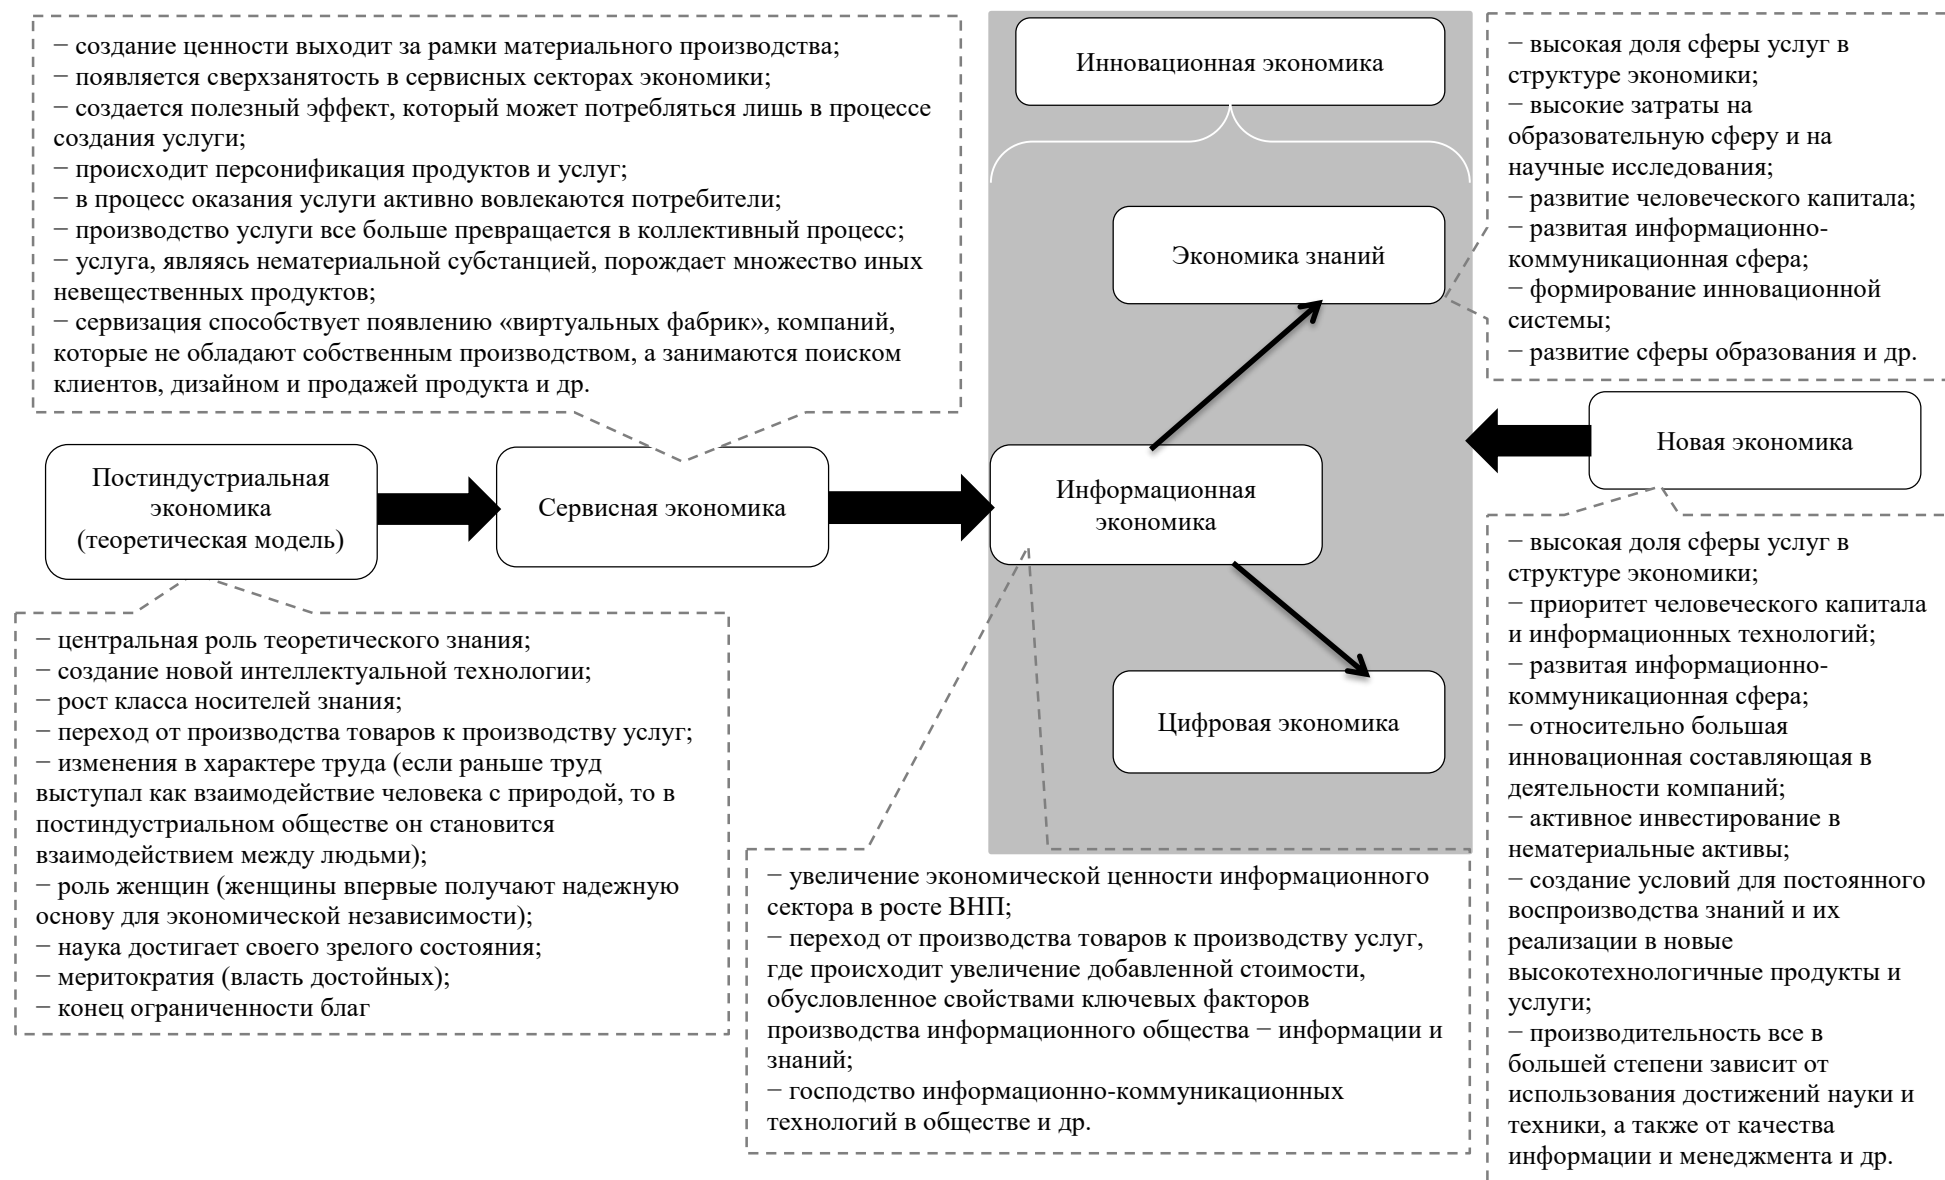 − создание ценности выходит за рамки материального производства;
− появляется сверхзанятость в сервисных секторах экономики;
− создается полезный эффект, который может потребляться лишь в процессе
создания услуги;
− происходит персонификация продуктов и услуг;
− в процесс оказания услуги активно вовлекаются потребители;
− производство услуги все больше превращается в коллективный процесс;
− услуга, являясь нематериальной субстанцией, порождает множество иных
невещественных продуктов;
− сервизация способствует появлению «виртуальных фабрик», компаний,
которые не обладают собственным производством, а занимаются поиском
клиентов, дизайном и продажей продукта и др.
Инновационная экономика
Экономика знаний
− высокая доля сферы услуг в
структуре экономики;
− высокие затраты на
образовательную сферу и на
научные исследования;
− развитие человеческого капитала;
− развитая информационно-
коммуникационная сфера;
− формирование инновационной
системы;
− развитие сферы образования и др.
Постиндустриальная
экономика
(теоретическая модель)
Сервисная экономика
Информационная
экономика
Новая экономика
Цифровая экономика
− центральная роль теоретического знания;
− создание новой интеллектуальной технологии;
− рост класса носителей знания;
− переход от производства товаров к производству услуг;
− изменения в характере труда (если раньше труд
выступал как взаимодействие человека с природой, то в
постиндустриальном обществе он становится
взаимодействием между людьми);
− роль женщин (женщины впервые получают надежную
основу для экономической независимости);
− наука достигает своего зрелого состояния;
− меритократия (власть достойных);
− конец ограниченности благ
− увеличение экономической ценности информационного
сектора в росте ВНП;
− переход от производства товаров к производству услуг,
где происходит увеличение добавленной стоимости,
обусловленное свойствами ключевых факторов
производства информационного общества − информации и
знаний;
− господство информационно-коммуникационных
технологий в обществе и др.
− высокая доля сферы услуг в
структуре экономики;
− приоритет человеческого капитала
и информационных технологий;
− развитая информационно-
коммуникационная сфера;
− относительно большая
инновационная составляющая в
деятельности компаний;
− активное инвестирование в
нематериальные активы;
− создание условий для постоянного
воспроизводства знаний и их
реализации в новые
высокотехнологичные продукты и
услуги;
− производительность все в
большей степени зависит от
использования достижений науки и
техники, а также от качества
информации и менеджмента и др.